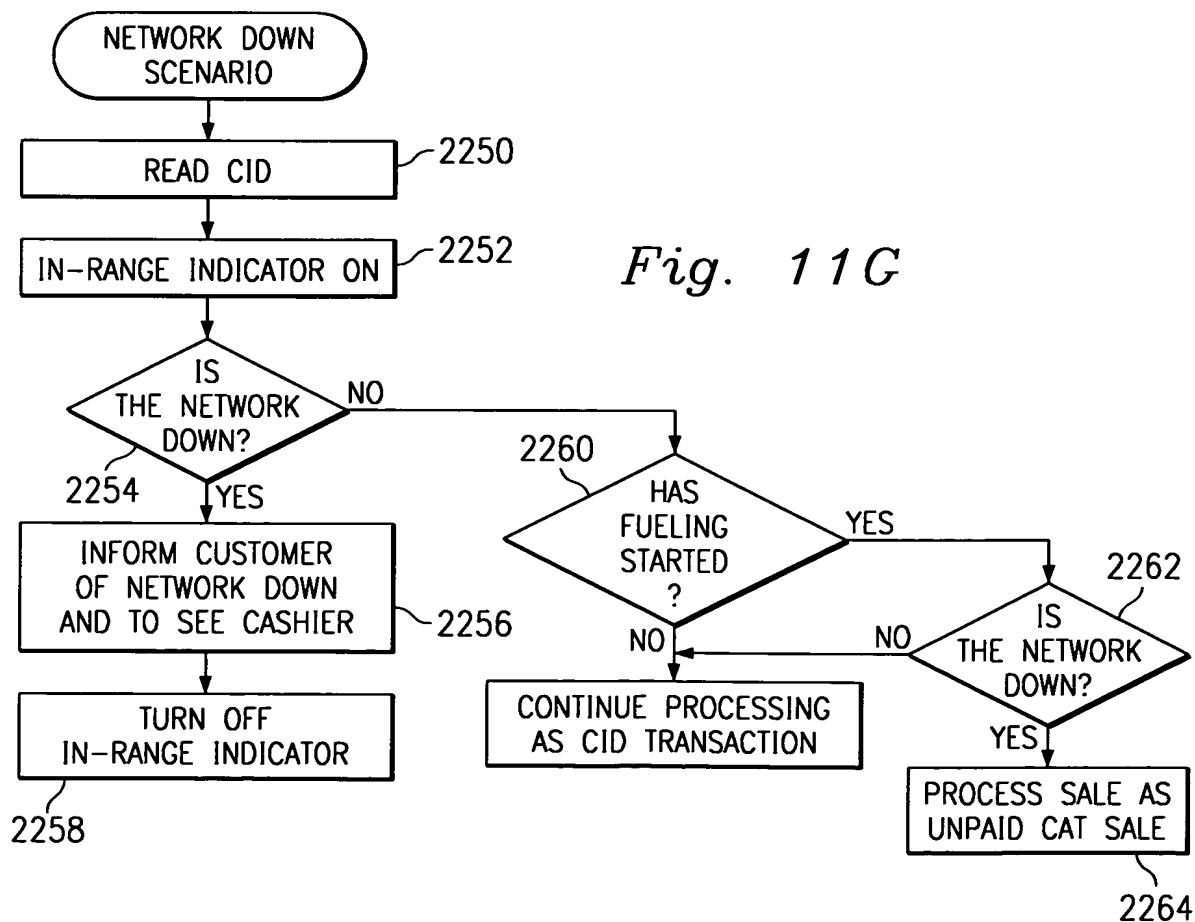 NETWORK DOWN
SCENARIO
READ CID
2250
IN-RANGE INDICATOR ON
2252
Fig. 11G
IS
THE NETWORK
DOWN?
NO
2254
YES
2260
HAS
FUELING
STARTED
?
YES
NO
INFORM CUSTOMER
OF NETWORK DOWN
AND TO SEE CASHIER
2256
2262
IS
THE NETWORK
DOWN?
NO
YES
TURN OFF
IN-RANGE INDICATOR
2258
CONTINUE PROCESSING
AS CID TRANSACTION
PROCESS SALE AS
UNPAID CAT SALE
2264